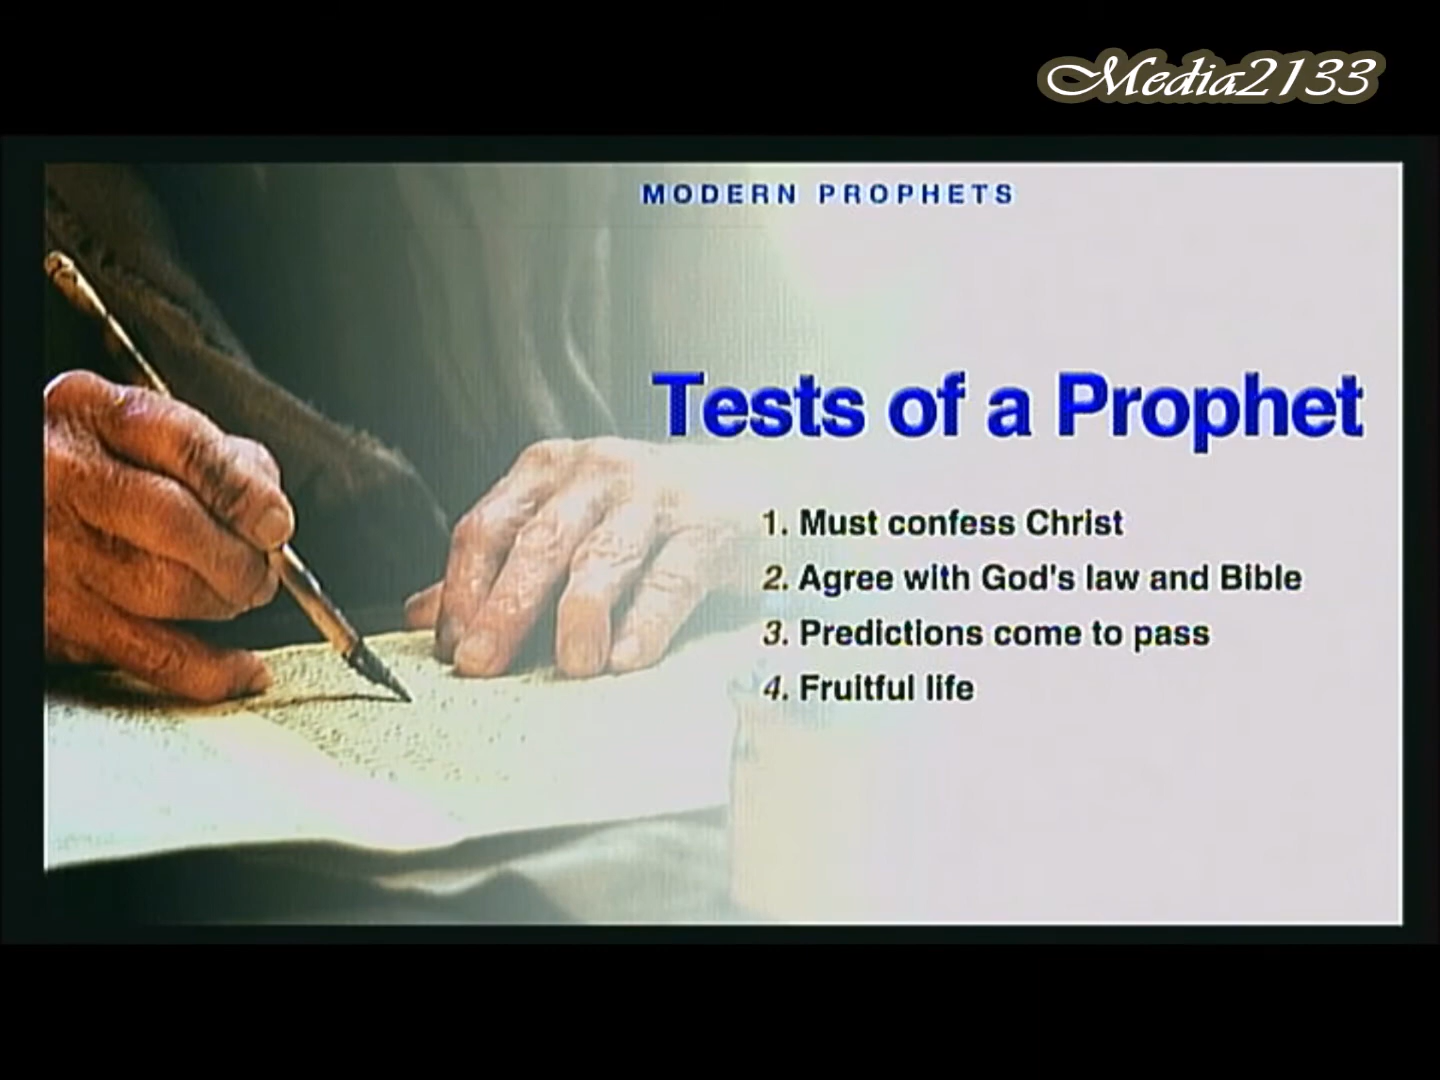 Media2133
MODERN PROPHETS
Tests of a Prophet
1. Must confess Christ
2. Agree with God's law and Bible
3. Predictions come to pass
4. Fruitful life